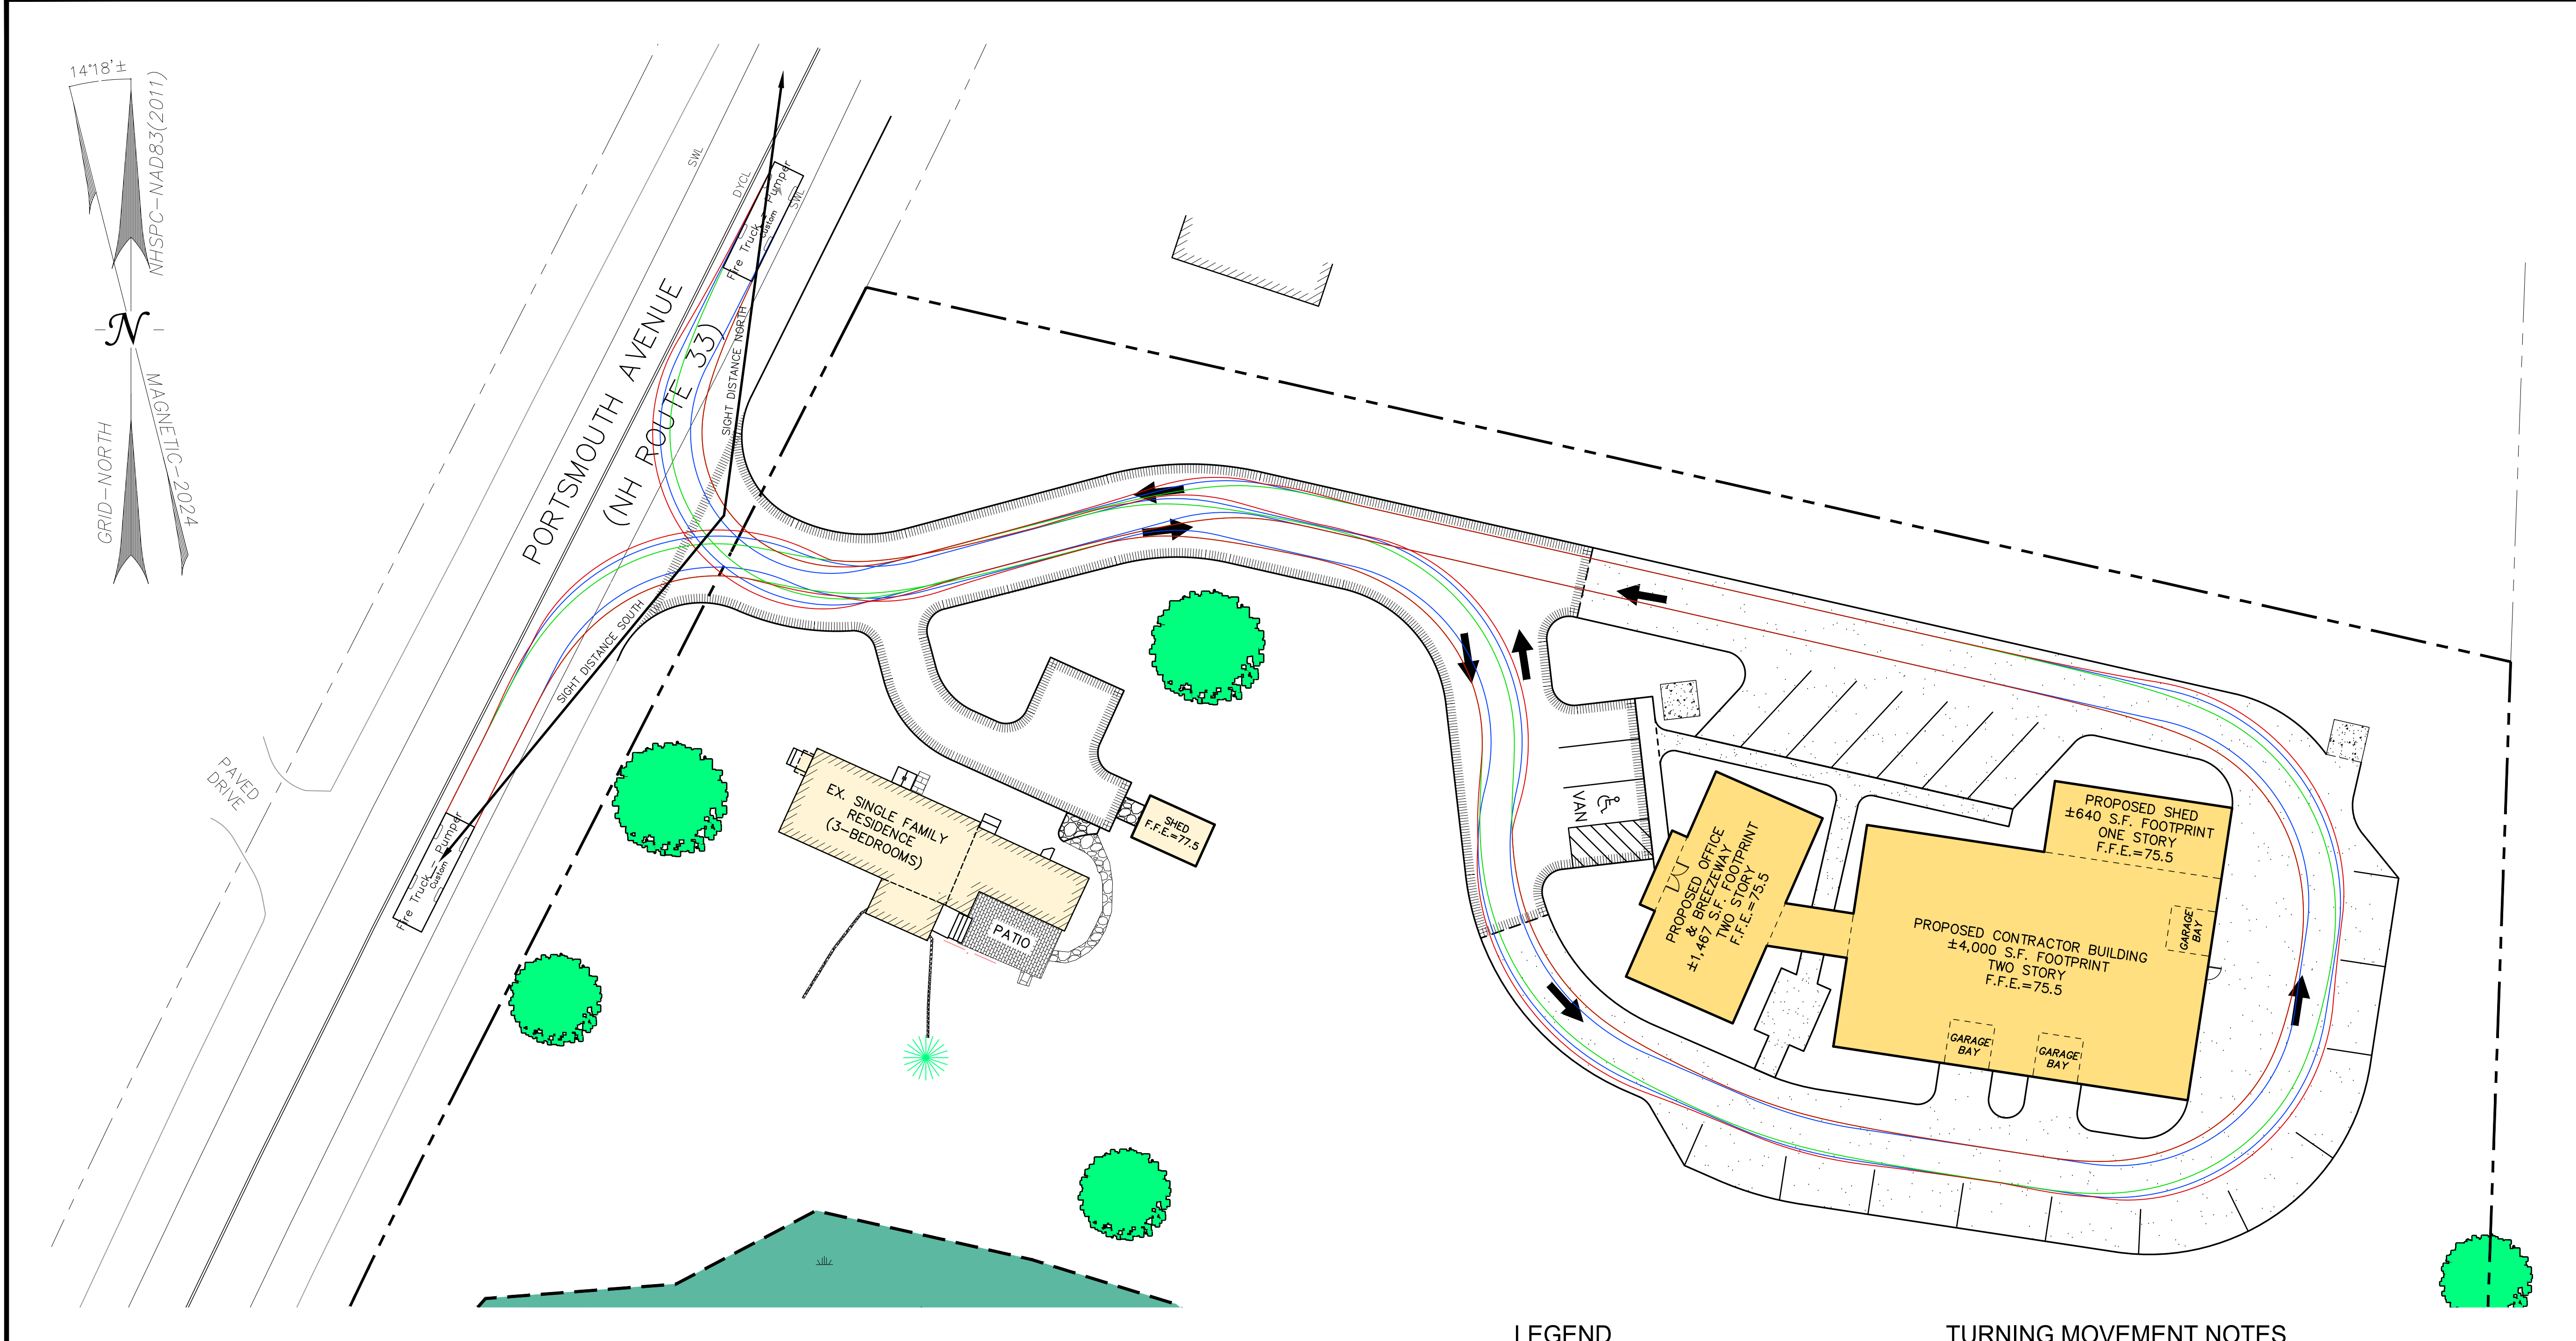 14°18'±
NHSPC-NAD83(2011)
N
GRID-NORTH
MAGNETIC-2024
SWL
DYCL
SWL
Fire Truck - Pumper
Custom
PORTSMOUTH AVENUE
(NH ROUTE 33)
SIGHT DISTANCE NORTH
SIGHT DISTANCE SOUTH
PAVED
DRIVE
Fire Truck - Pumper
Custom
EX. SINGLE FAMILY
RESIDENCE
(3-BEDROOMS)
PATIO
SHED
F.F.E.=77.5
VAN
PROPOSED OFFICE
& BREEZEWAY
±1,467 S.F. FOOTPRINT
TWO STORY
F.F.E.=75.5
PROPOSED SHED
±640 S.F. FOOTPRINT
ONE STORY
F.F.E.=75.5
PROPOSED CONTRACTOR BUILDING
±4,000 S.F. FOOTPRINT
TWO STORY
F.F.E.=75.5
GARAGE
BAY
GARAGE
BAY
GARAGE
BAY
LEGEND
TURNING MOVEMENT NOTES